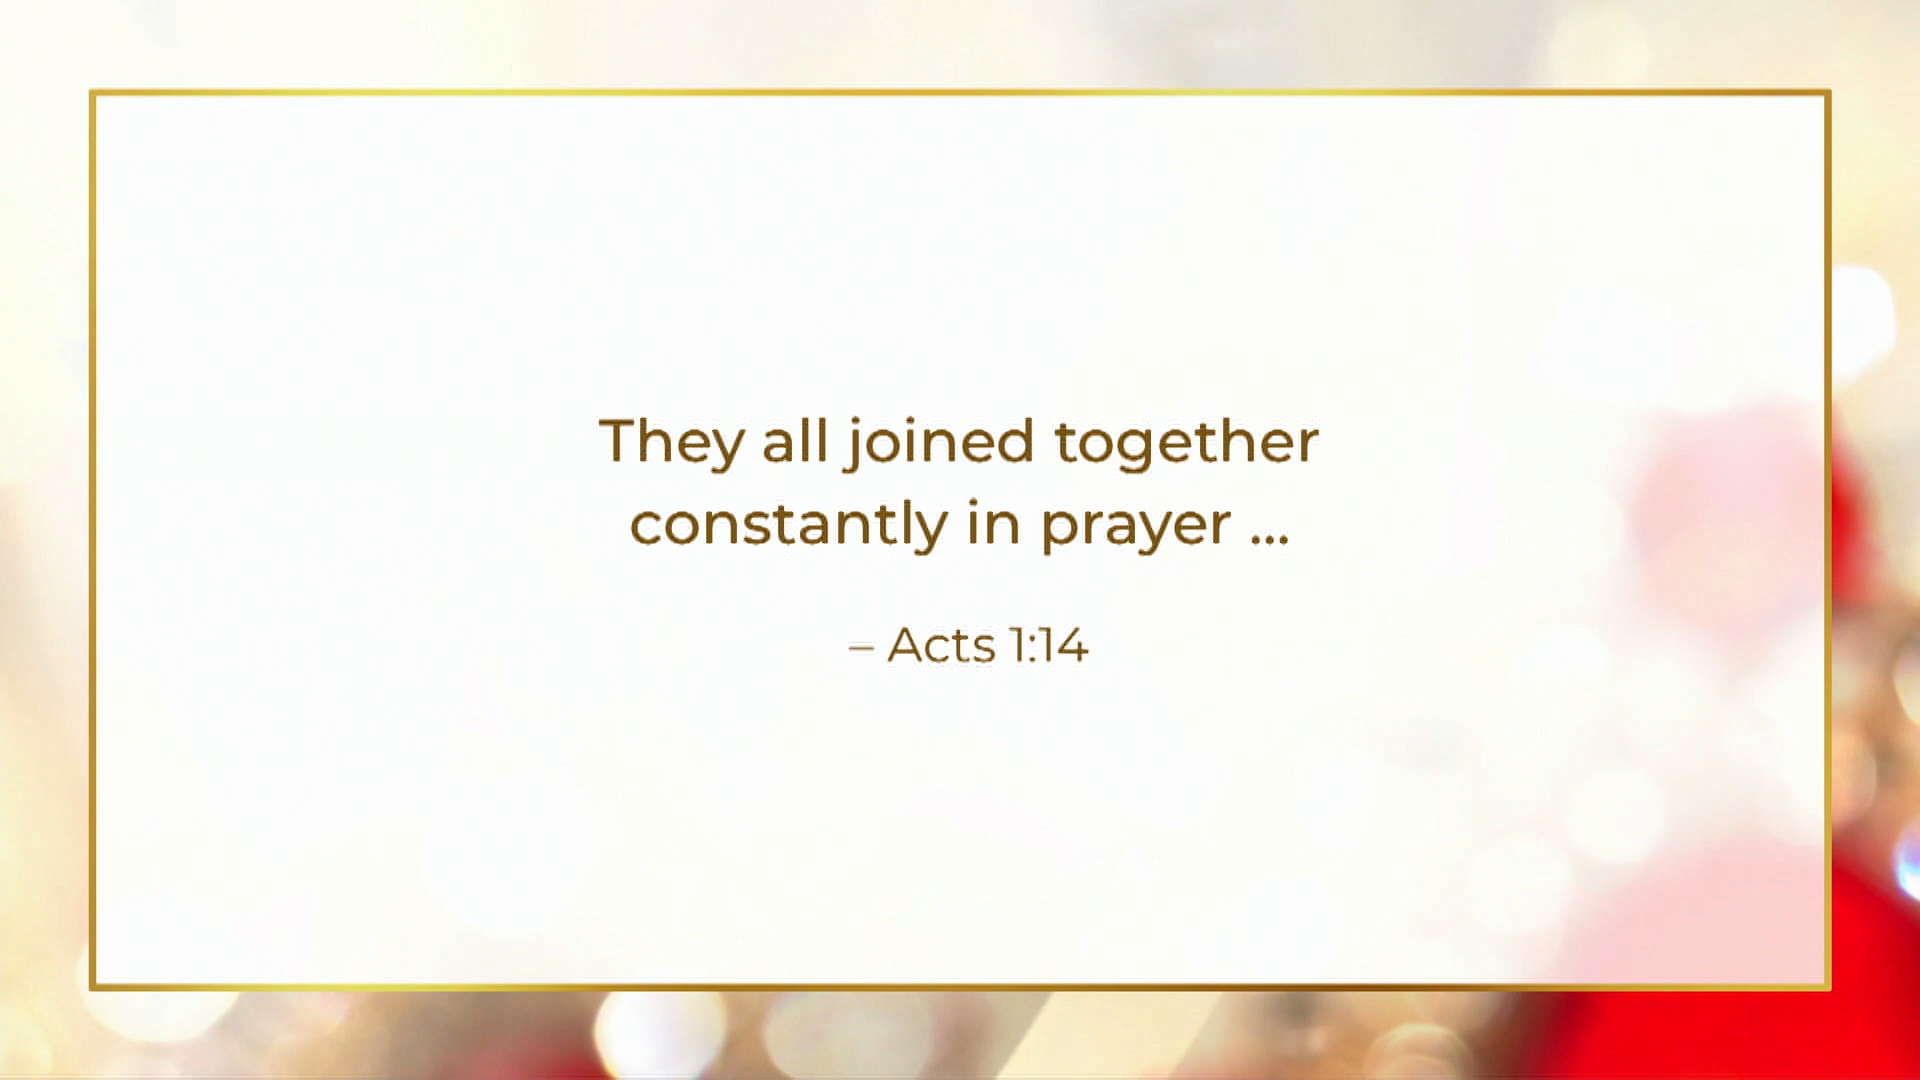 They all joined together
constantly in prayer ...
– Acts 1:14